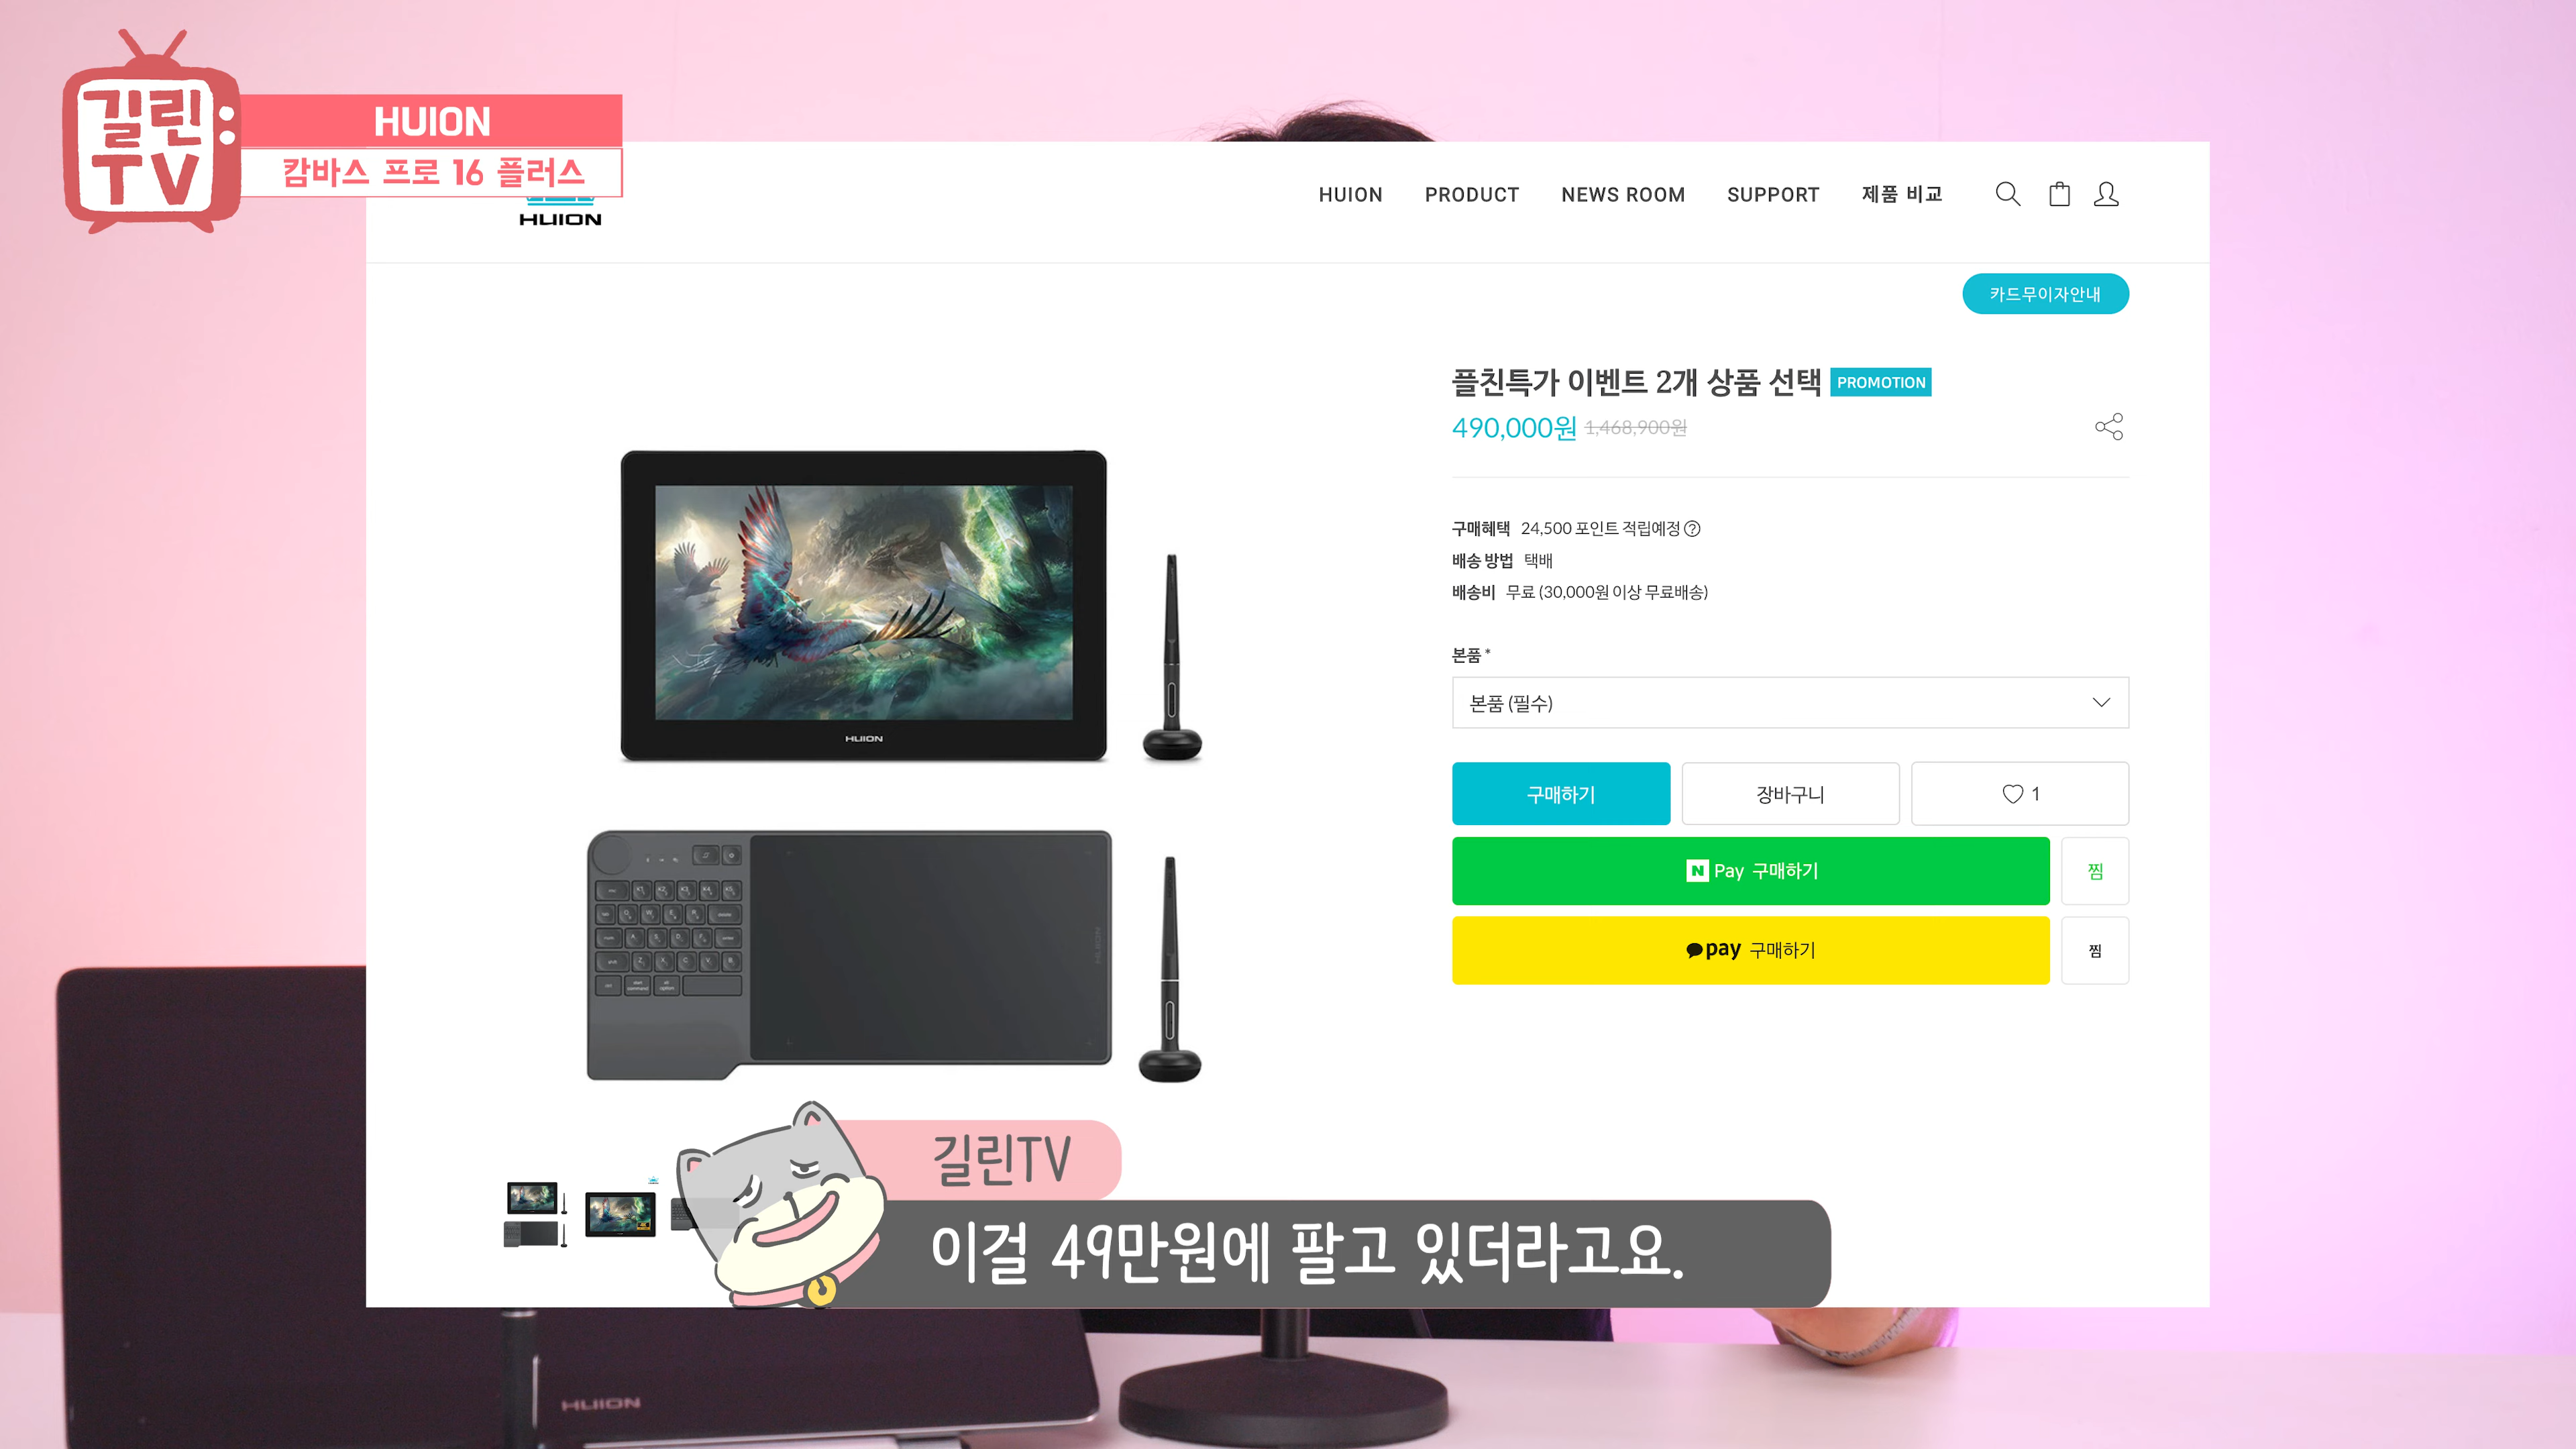 길린
TV
HUION
캄바스 프로 16 플러스
HUION
HUION
PRODUCT
NEWS ROOM
SUPPORT
제품 비교
카드무이자안내
플친특가 이벤트 2개 상품 선택 PROMOTION
490,000원 1,468,900원
구매혜택 24,500 포인트 적립예정 ?
배송 방법 택배
배송비 무료 (30,000원 이상 무료배송)
본품 *
본품 (필수)
구매하기
장바구니
1
N Pay 구매하기
찜
pay 구매하기
찜
HUION
길린TV
이걸 49만원에 팔고 있더라고요.
HUION